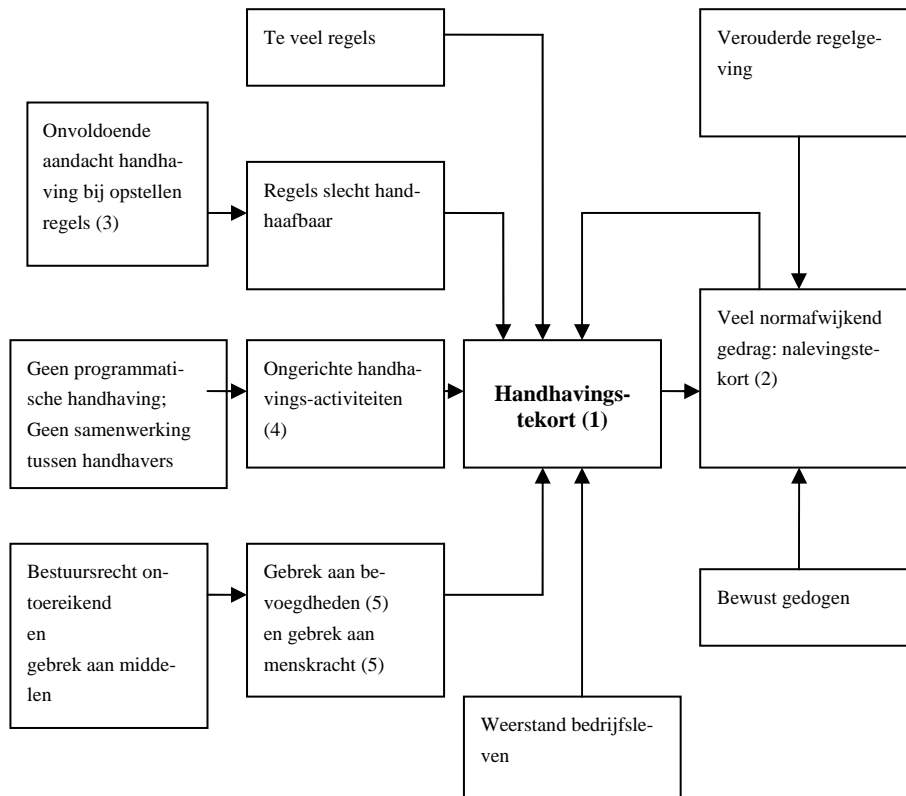 Te veel regels
Verouderde regelge-
ving
Onvoldoende
aandacht handha-
ving bij opstellen
regels (3)
Regels slecht hand-
haafbaar
Geen programmati-
sche handhaving;
Geen samenwerking
tussen handhavers
Ongerichte handha-
vings-activiteiten
(4)
Handhavings-
tekort (1)
Veel normafwijkend
gedrag: nalevingste-
kort (2)
Bestuursrecht on-
toereikend
en
gebrek aan midde-
len
Gebrek aan be-
voegdheden (5)
en gebrek aan
menskracht (5)
Bewust gedogen
Weerstand bedrijfsle-
ven